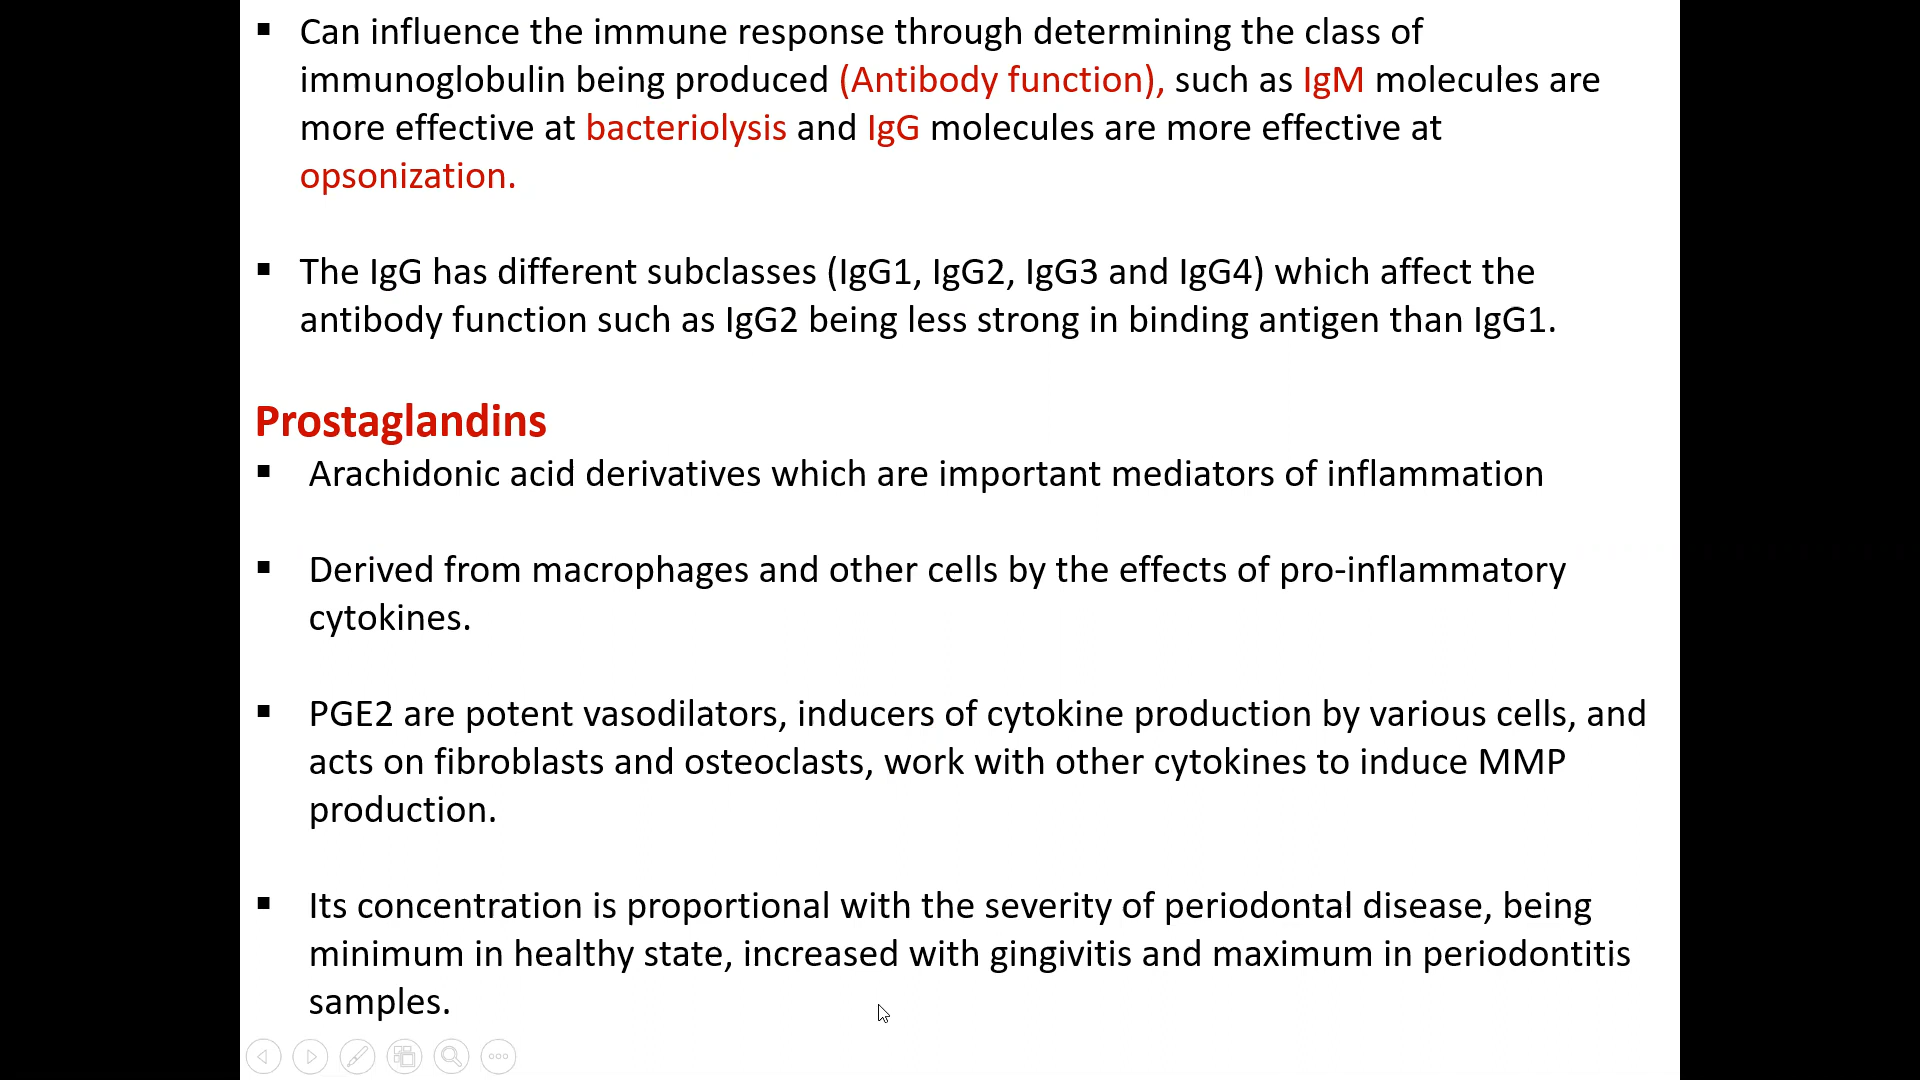 ▪ Can influence the immune response through determining the class of
immunoglobulin being produced (Antibody function), such as IgM molecules are
more effective at bacteriolysis and IgG molecules are more effective at
opsonization.
▪ The IgG has different subclasses (IgG1, IgG2, IgG3 and IgG4) which affect the
antibody function such as IgG2 being less strong in binding antigen than IgG1.
Prostaglandins
▪ Arachidonic acid derivatives which are important mediators of inflammation
▪ Derived from macrophages and other cells by the effects of pro-inflammatory
cytokines.
▪ PGE2 are potent vasodilators, inducers of cytokine production by various cells, and
acts on fibroblasts and osteoclasts, work with other cytokines to induce MMP
production.
▪ Its concentration is proportional with the severity of periodontal disease, being
minimum in healthy state, increased with gingivitis and maximum in periodontitis
samples.